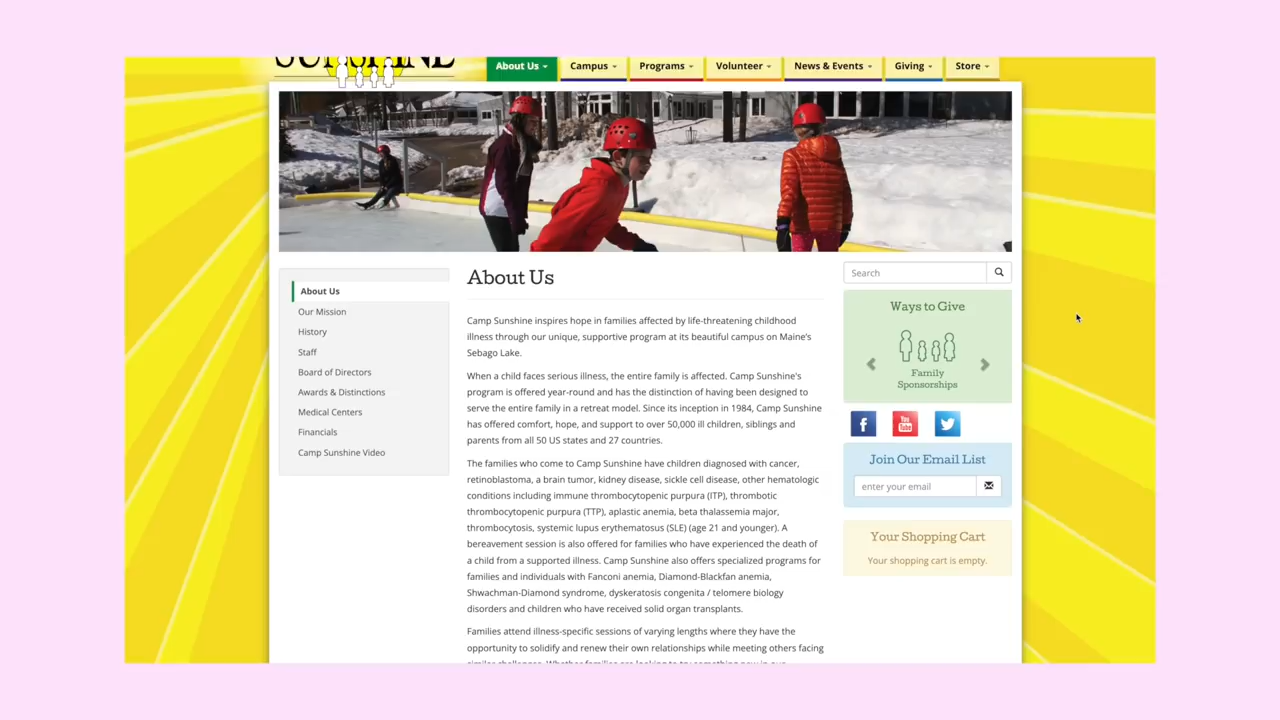 SUNSHINE
About Us
Campus
Programs
Volunteer
News & Events
Giving
Store
About Us
Our Mission
History
Staff
Board of Directors
Awards & Distinctions
Medical Centers
Financials
Camp Sunshine Video
About Us
Camp Sunshine inspires hope in families affected by life-threatening childhood
illness through our unique, supportive program at its beautiful campus on Maine's
Sebago Lake.
When a child faces serious illness, the entire family is affected. Camp Sunshine's
program is offered year-round and has the distinction of having been designed to
serve the entire family in a retreat model. Since its inception in 1984, Camp Sunshine
has offered comfort, hope, and support to over 50,000 ill children, siblings and
parents from all 50 US states and 27 countries.
The families who come to Camp Sunshine have children diagnosed with cancer,
retinoblastoma, a brain tumor, kidney disease, sickle cell disease, other hematologic
conditions including immune thrombocytopenic purpura (ITP), thrombotic
thrombocytopenic purpura (TTP), aplastic anemia, beta thalassemia major,
thrombocytosis, systemic lupus erythematosus (SLE) (age 21 and younger). A
bereavement session is also offered for families who have experienced the death of
a child from a supported illness. Camp Sunshine also offers specialized programs for
families and individuals with Fanconi anemia, Diamond-Blackfan anemia,
Shwachman-Diamond syndrome, dyskeratosis congenita / telomere biology
disorders and children who have received solid organ transplants.
Families attend illness-specific sessions of varying lengths where they have the
opportunity to solidify and renew their own relationships while meeting others facing
Search
Ways to Give
Family
Sponsorships
You
Tube
Join Our Email List
enter your email
Your Shopping Cart
Your shopping cart is empty.